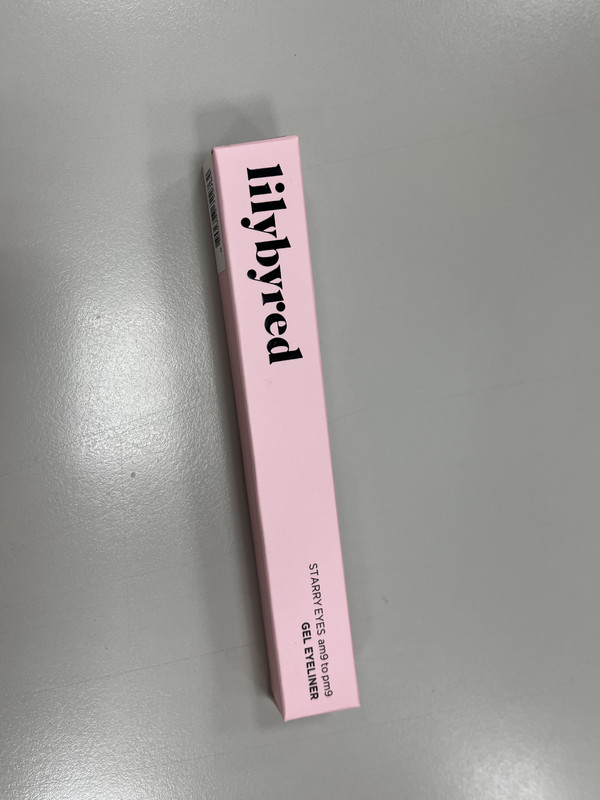 lilybyred
STARRY EYES am9 to pm9
GEL EYELINER